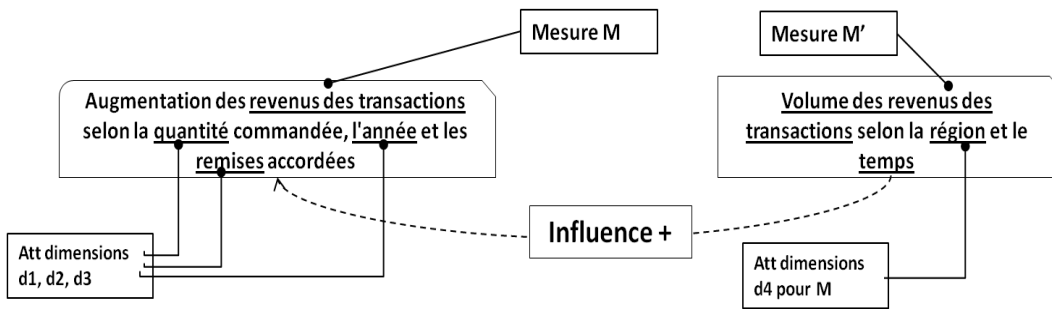 Mesure M
Mesure M’
Augmentation des revenus des transactions
selon la quantité commandée, l'année et les
remises accordées
Volume des revenus des
transactions selon la région et le
temps
Influence +
Att dimensions
d1, d2, d3
Att dimensions
d4 pour M